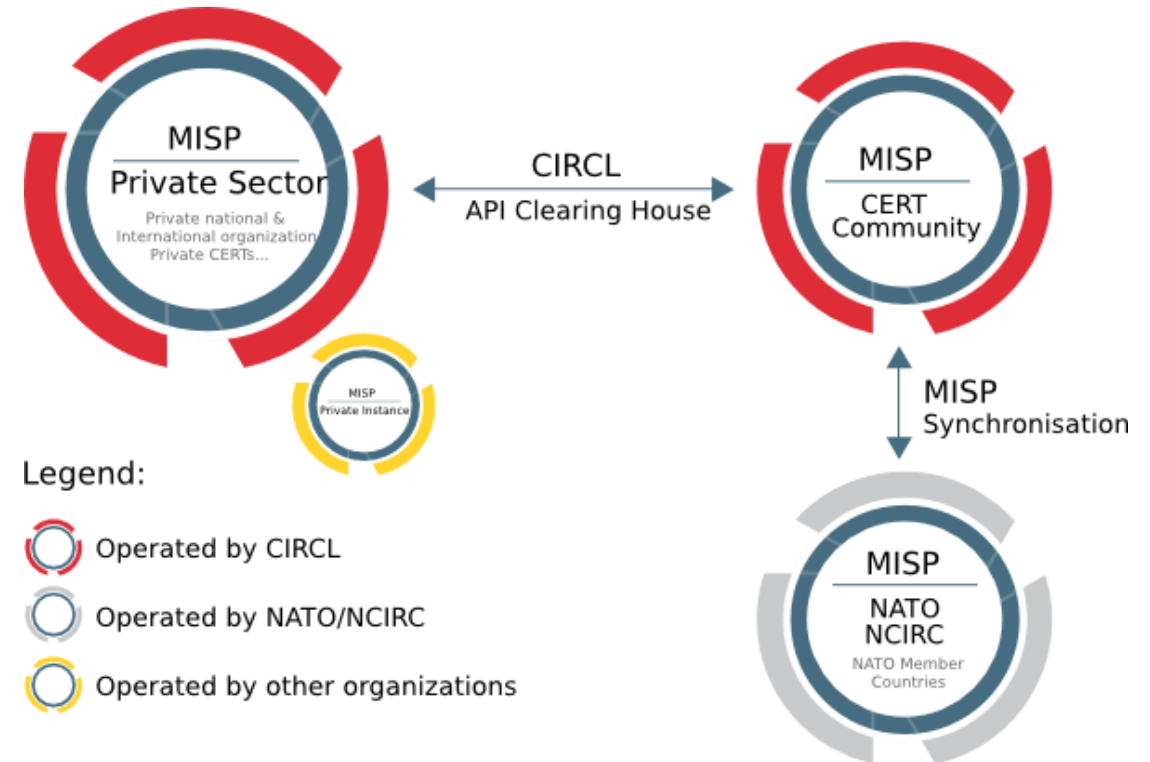 MISP
Private Sector
Private national &
International organization
Private CERTs...
CIRCL
API Clearing House
MISP
CERT
Community
MISP
Private Instance
MISP
Synchronisation
MISP
NATO
NCIRC
NATO Member
Countries
Legend:
Operated by CIRCL
Operated by NATO/NCIRC
Operated by other organizations